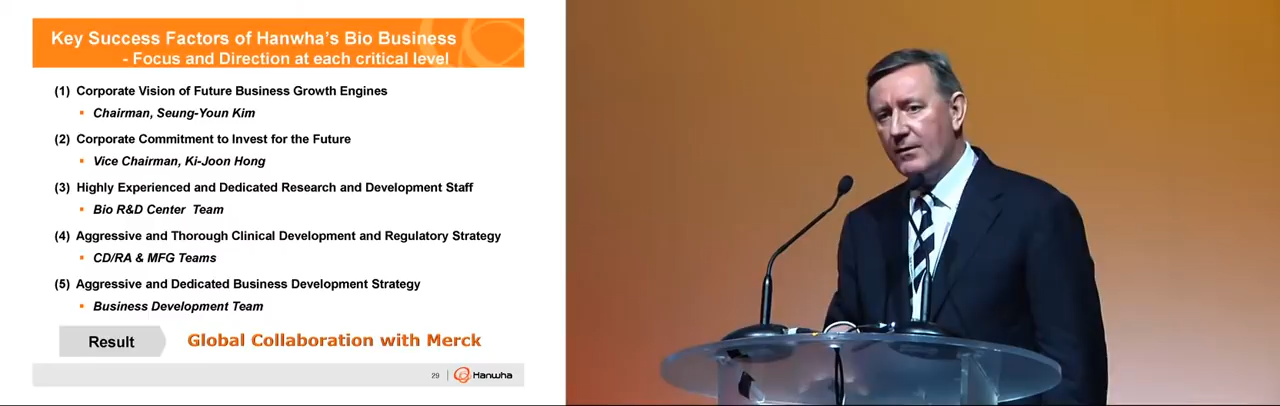 Key Success Factors of Hanwha's Bio Business
- Focus and Direction at each critical level
(1) Corporate Vision of Future Business Growth Engines
▪ Chairman, Seung-Youn Kim
(2) Corporate Commitment to Invest for the Future
▪ Vice Chairman, Ki-Joon Hong
(3) Highly Experienced and Dedicated Research and Development Staff
▪ Bio R&D Center Team
(4) Aggressive and Thorough Clinical Development and Regulatory Strategy
▪ CD/RA & MFG Teams
(5) Aggressive and Dedicated Business Development Strategy
▪ Business Development Team
Result Global Collaboration with Merck
29 | Hanwha